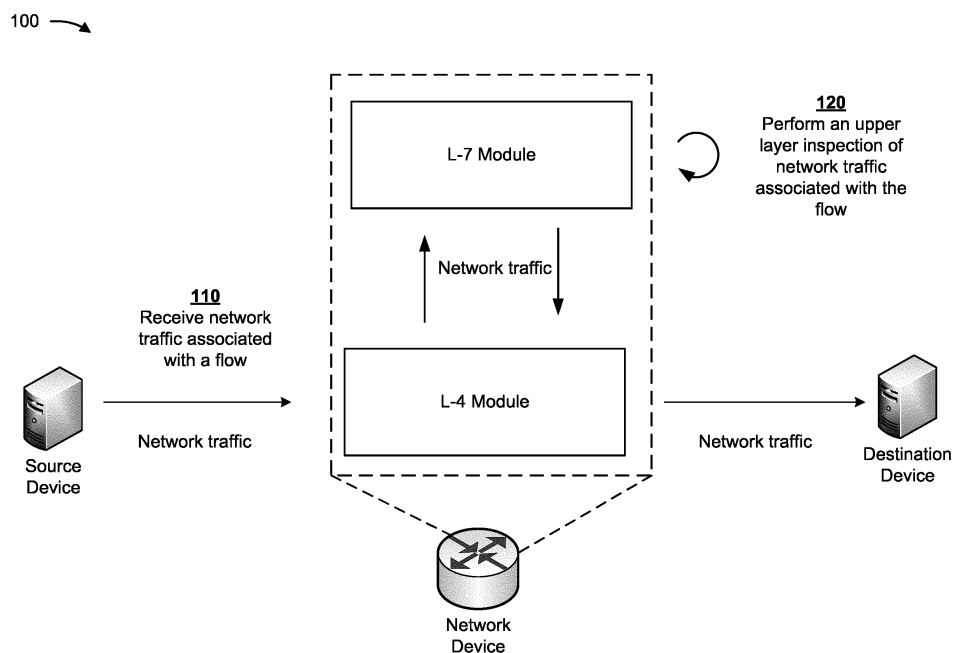 100
120
Perform an upper
layer inspection of
network traffic
associated with the
flow
L-7 Module
Network traffic
110
Receive network
traffic associated
with a flow
L-4 Module
Network traffic
Network traffic
Source
Device
Destination
Device
Network
Device